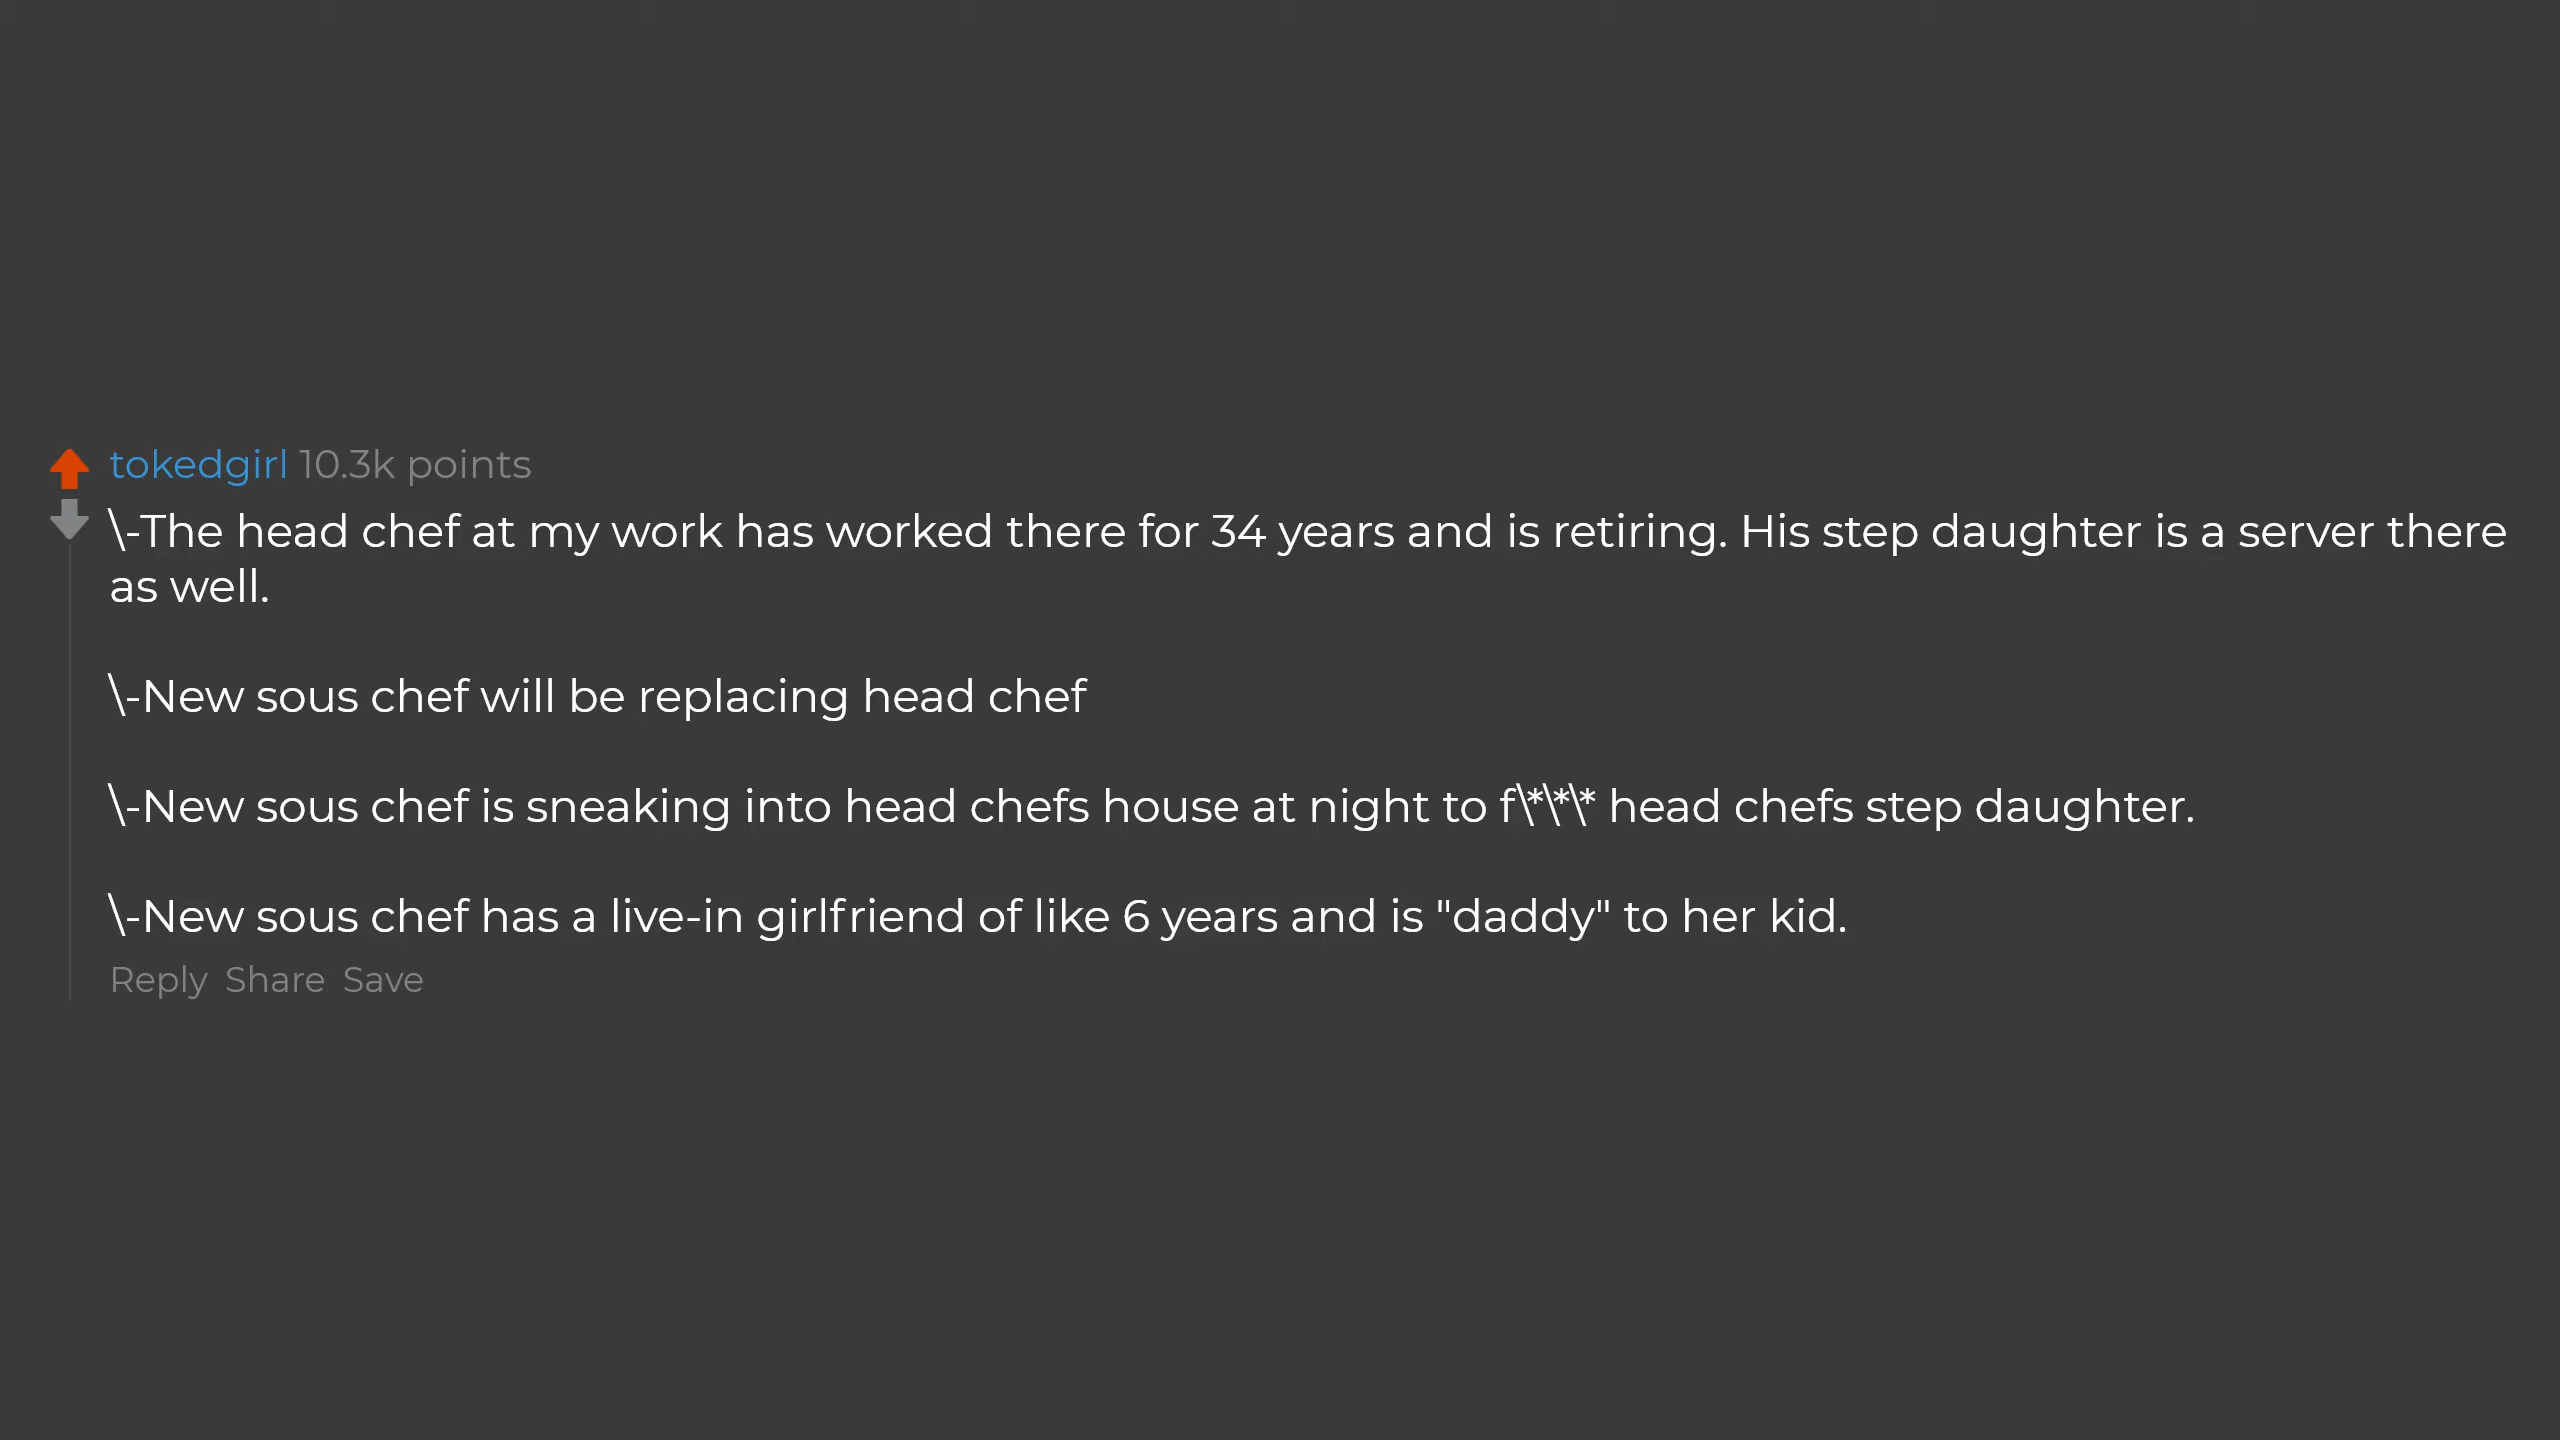 tokedgirl 10.3k points
\-The head chef at my work has worked there for 34 years and is retiring. His step daughter is a server there
as well.
\-New sous chef will be replacing head chef
\-New sous chef is sneaking into head chefs house at night to f\*\*\* head chefs step daughter.
\-New sous chef has a live-in girlfriend of like 6 years and is "daddy" to her kid.
Reply Share Save